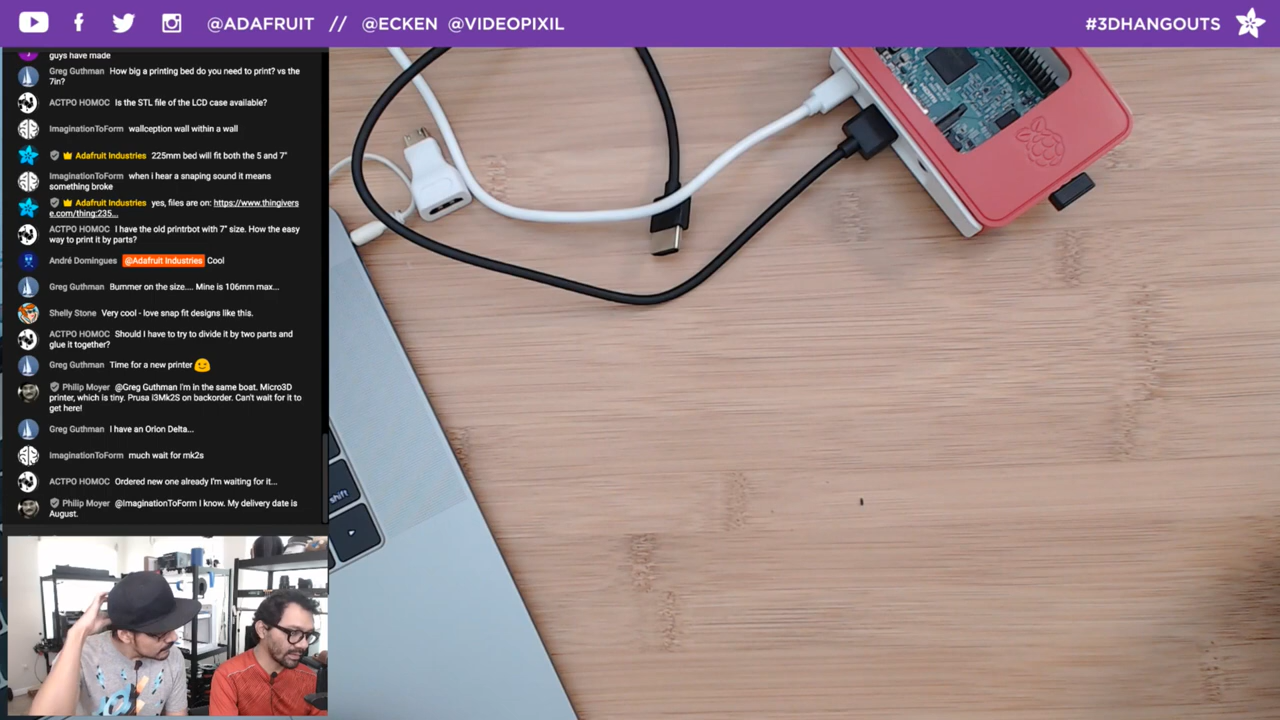 @ADAFRUIT // @ECKEN @VIDEOPIXIL
#3DHANGOUTS
guys have made
Greg Guthman How big a printing bed do you need to print? vs the
7in?
ACTPO HOMOC Is the STL file of the LCD case available?
ImaginationToForm wallception wall within a wall
Adafruit Industries 225mm bed will fit both the 5 and 7"
ImaginationToForm when i hear a snaping sound it means
something broke
Adafruit Industries yes, files are on: https://www.thingivers
e.com/thing:235...
ACTPO HOMOC I have the old printrbot with 7" size. How the easy
way to print it by parts?
André Domingues @Adafruit Industries Cool
Greg Guthman Bummer on the size.... Mine is 106mm max...
Shelly Stone Very cool - love snap fit designs like this.
ACTPO HOMOC Should I have to try to divide it by two parts and
glue it together?
Greg Guthman Time for a new printer 😊
Philip Moyer @Greg Guthman I'm in the same boat. Micro3D
printer, which is tiny. Prusa i3Mk2S on backorder. Can't wait for it to
get here!
Greg Guthman I have an Orion Delta...
ImaginationToForm much wait for mk2s
ACTPO HOMOC Ordered new one already I'm waiting for it...
Philip Moyer @ImaginationToForm I know. My delivery date is
August.
shift